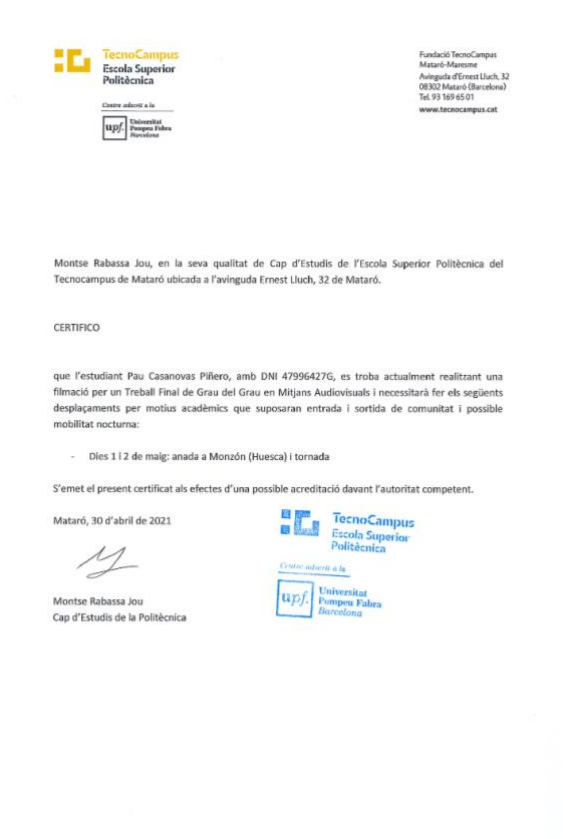 TecnoCampus
Escola Superior
Politècnica
Centre adscrit a la
upf.
Universitat
Pompeu Fabra
Barcelona
Fundació TecnoCampus
Mataró-Maresme
Avinguda d'Ernest Lluch, 32
08302 Mataró (Barcelona)
Tel. 93 169 65 01
www.tecnocampus.cat
Montse Rabassa Jou, en la seva qualitat de Cap d'Estudis de l'Escola Superior Politècnica del
Tecnocampus de Mataró ubicada a l'avinguda Ernest Lluch, 32 de Mataró.
CERTIFICO
que l'estudiant Pau Casanovas Piñero, amb DNI 47996427G, es troba actualment realitzant una
filmació per un Treball Final de Grau del Grau en Mitjans Audiovisuals i necessitarà fer els següents
desplaçaments per motius acadèmics que suposaran entrada i sortida de comunitat i possible
mobilitat nocturna:
- Dies 1 i 2 de maig: anada a Monzón (Huesca) i tornada
S'emet el present certificat als efectes d'una possible acreditació davant l'autoritat competent.
Mataró, 30 d'abril de 2021
TecnoCampus
Escola Superior
Politècnica
Centre adscrit a la
upf.
Universitat
Pompeu Fabra
Barcelona
Montse Rabassa Jou
Cap d'Estudis de la Politècnica